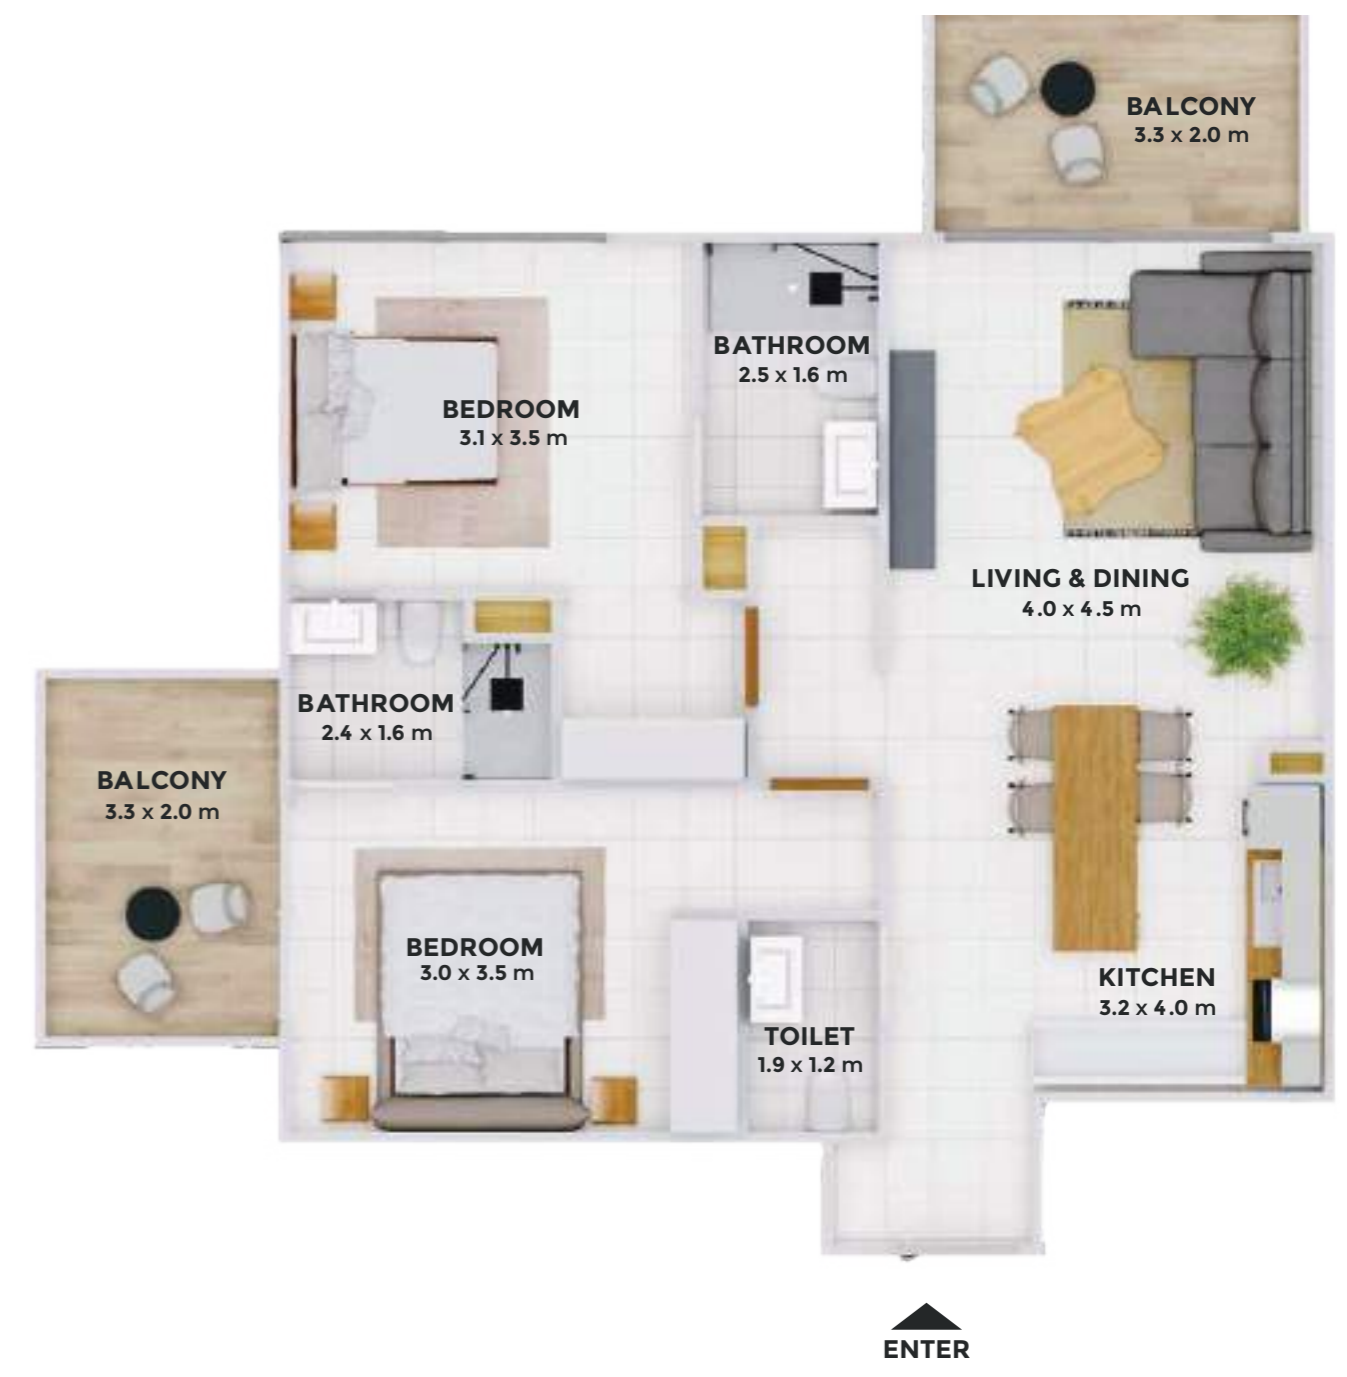 BALCONY
3.3 x 2.0 m
BATHROOM
2.5 x 1.6 m
BEDROOM
3.1 x 3.5 m
LIVING & DINING
4.0 x 4.5 m
BATHROOM
2.4 x 1.6 m
BALCONY
3.3 x 2.0 m
BEDROOM
3.0 x 3.5 m
KITCHEN
3.2 x 4.0 m
TOILET
1.9 x 1.2 m
ENTER